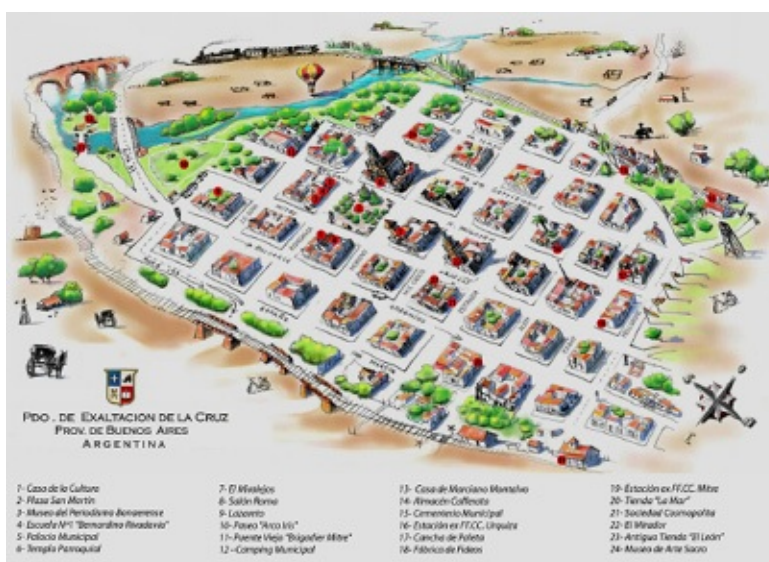 PDO. DE EXALTACION DE LA CRUZ
PROV. DE BUENOS AIRES
ARGENTINA
1- Casa de la Cultura
2- Plaza San Martín
3- Museo del Periodismo Bonaerense
4- Escuela Nº1 "Bernardino Rivadavia"
5- Palacio Municipal
6- Templo Parroquial
7- El Miralejos
8- Salón Roma
9- Lazareto
10- Paseo "Arco Iris"
11- Puente Viejo "Brigadier Mitre"
12 -Camping Municipal
13- Casa de Marciano Montalvo
14- Almacén Cafferata
15- Cementerio Municipal
16- Estación ex FF.CC. Urquiza
17- Cancha de Paleta
18- Fábrica de Fideos
19- Estación ex FF.CC. Mitre
20- Tienda "La Mar"
21- Sociedad Cosmopolita
22- El Mirador
23- Antigua Tienda "El León"
24- Museo de Arte Sacro